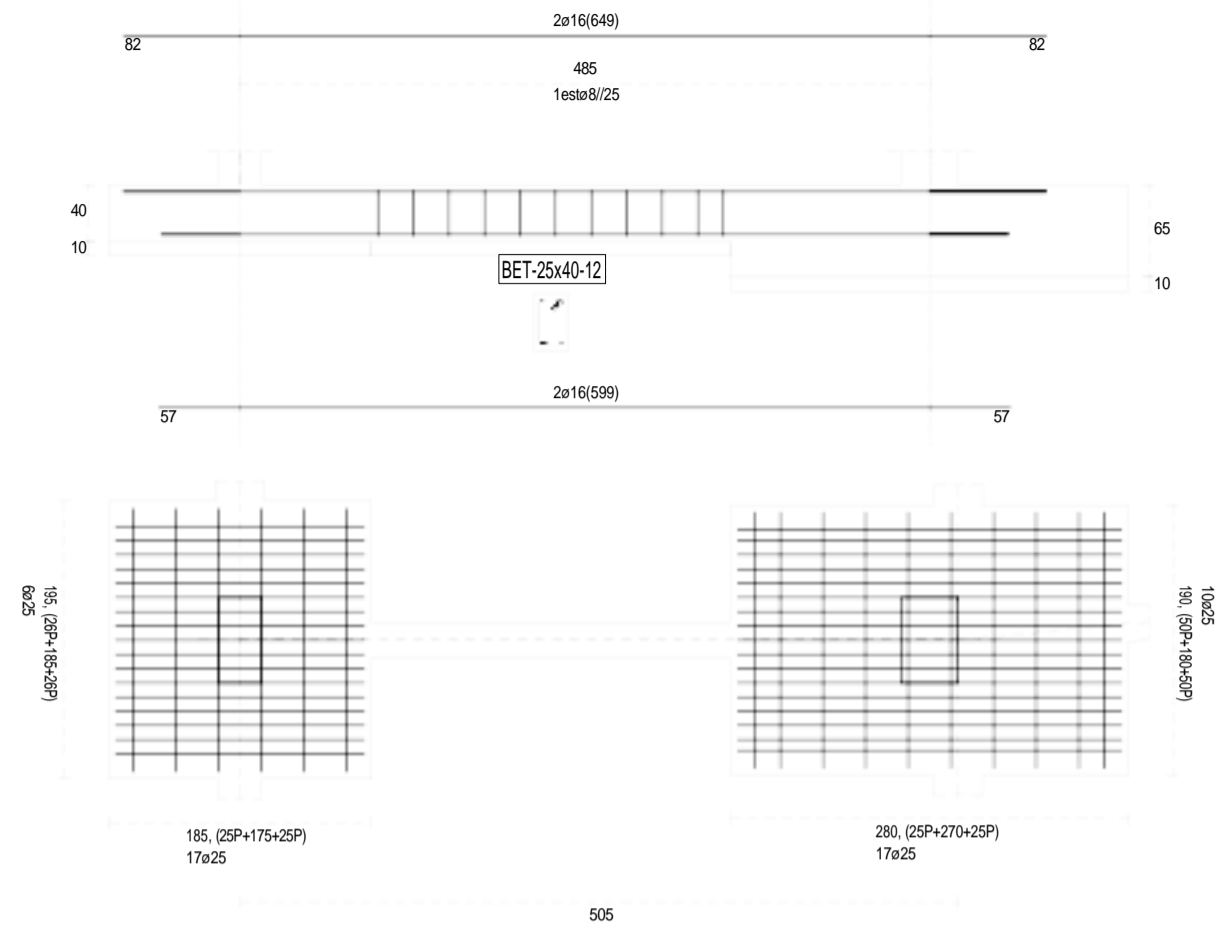 2ø16(649)
82
82
485
1estø8//25
40
10
65
10
BET-25x40-12
2ø16(599)
57
57
195, (26P+185+26P)
6ø25
10ø25
190, (50P+180+50P)
185, (25P+175+25P)
17ø25
280, (25P+270+25P)
17ø25
505